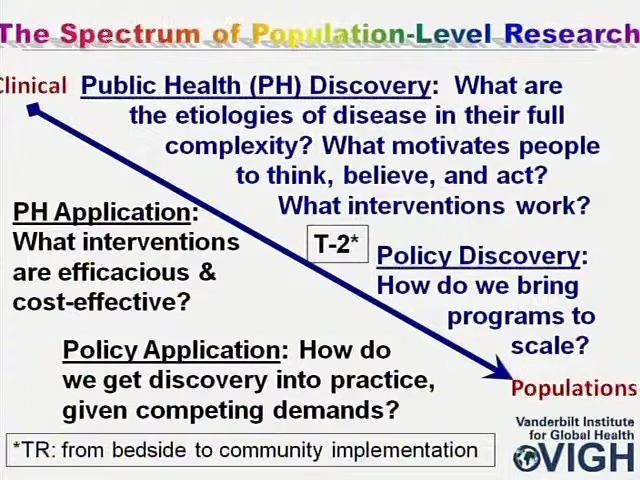 The Spectrum of Population-Level Research
Clinical
Public Health (PH) Discovery: What are
the etiologies of disease in their full
complexity? What motivates people
to think, believe, and act?
What interventions work?
PH Application:
What interventions
are efficacious &
cost-effective?
T-2*
Policy Discovery:
How do we bring
programs to
scale?
Policy Application: How do
we get discovery into practice,
given competing demands?
Populations
*TR: from bedside to community implementation
Vanderbilt Institute
for Global Health
VIGH